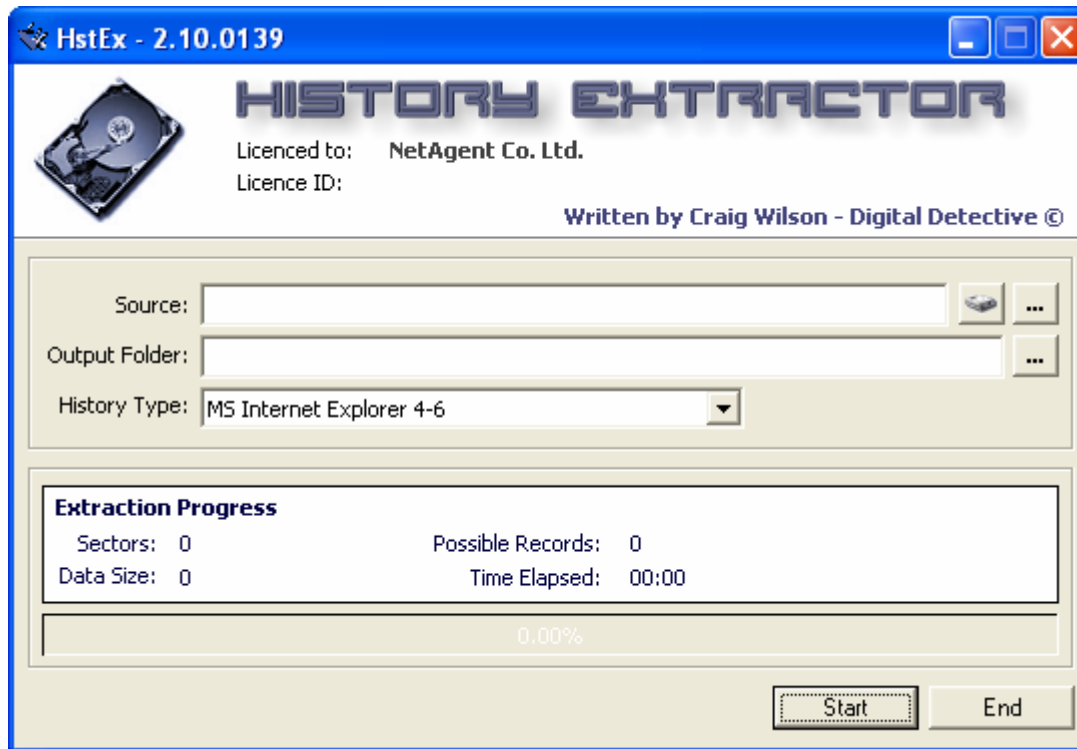 HstEx - 2.10.0139
HISTORY EXTRACTOR
Licenced to: NetAgent Co. Ltd.
Licence ID:
Written by Craig Wilson - Digital Detective ©
Source: ...
Output Folder: ...
History Type: MS Internet Explorer 4-6
Extraction Progress
Sectors: 0 Possible Records: 0
Data Size: 0 Time Elapsed: 00:00
0.00%
Start End